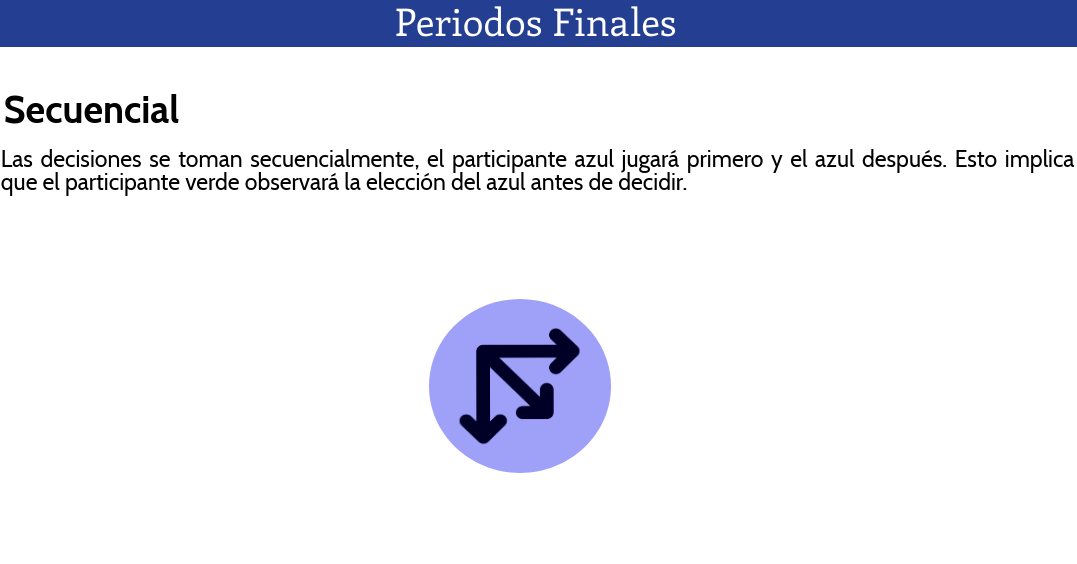 Periodos Finales
Secuencial
Las decisiones se toman secuencialmente, el participante azul jugará primero y el azul después. Esto implica
que el participante verde observará la elección del azul antes de decidir.